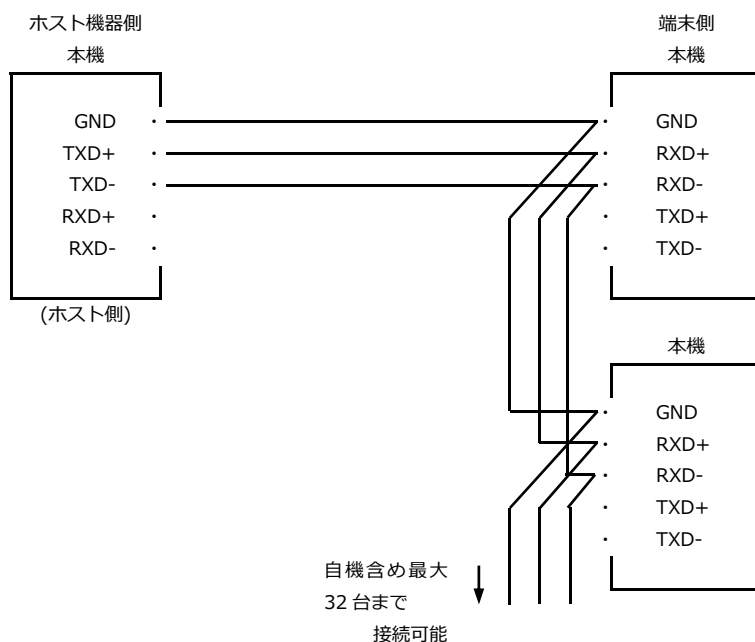 ホスト機器側
本機
GND
TXD+
TXD-
RXD+
RXD-
(ホスト側)
端末側
本機
GND
RXD+
RXD-
TXD+
TXD-
本機
GND
RXD+
RXD-
TXD+
TXD-
自機含め最大
32 台まで
接続可能